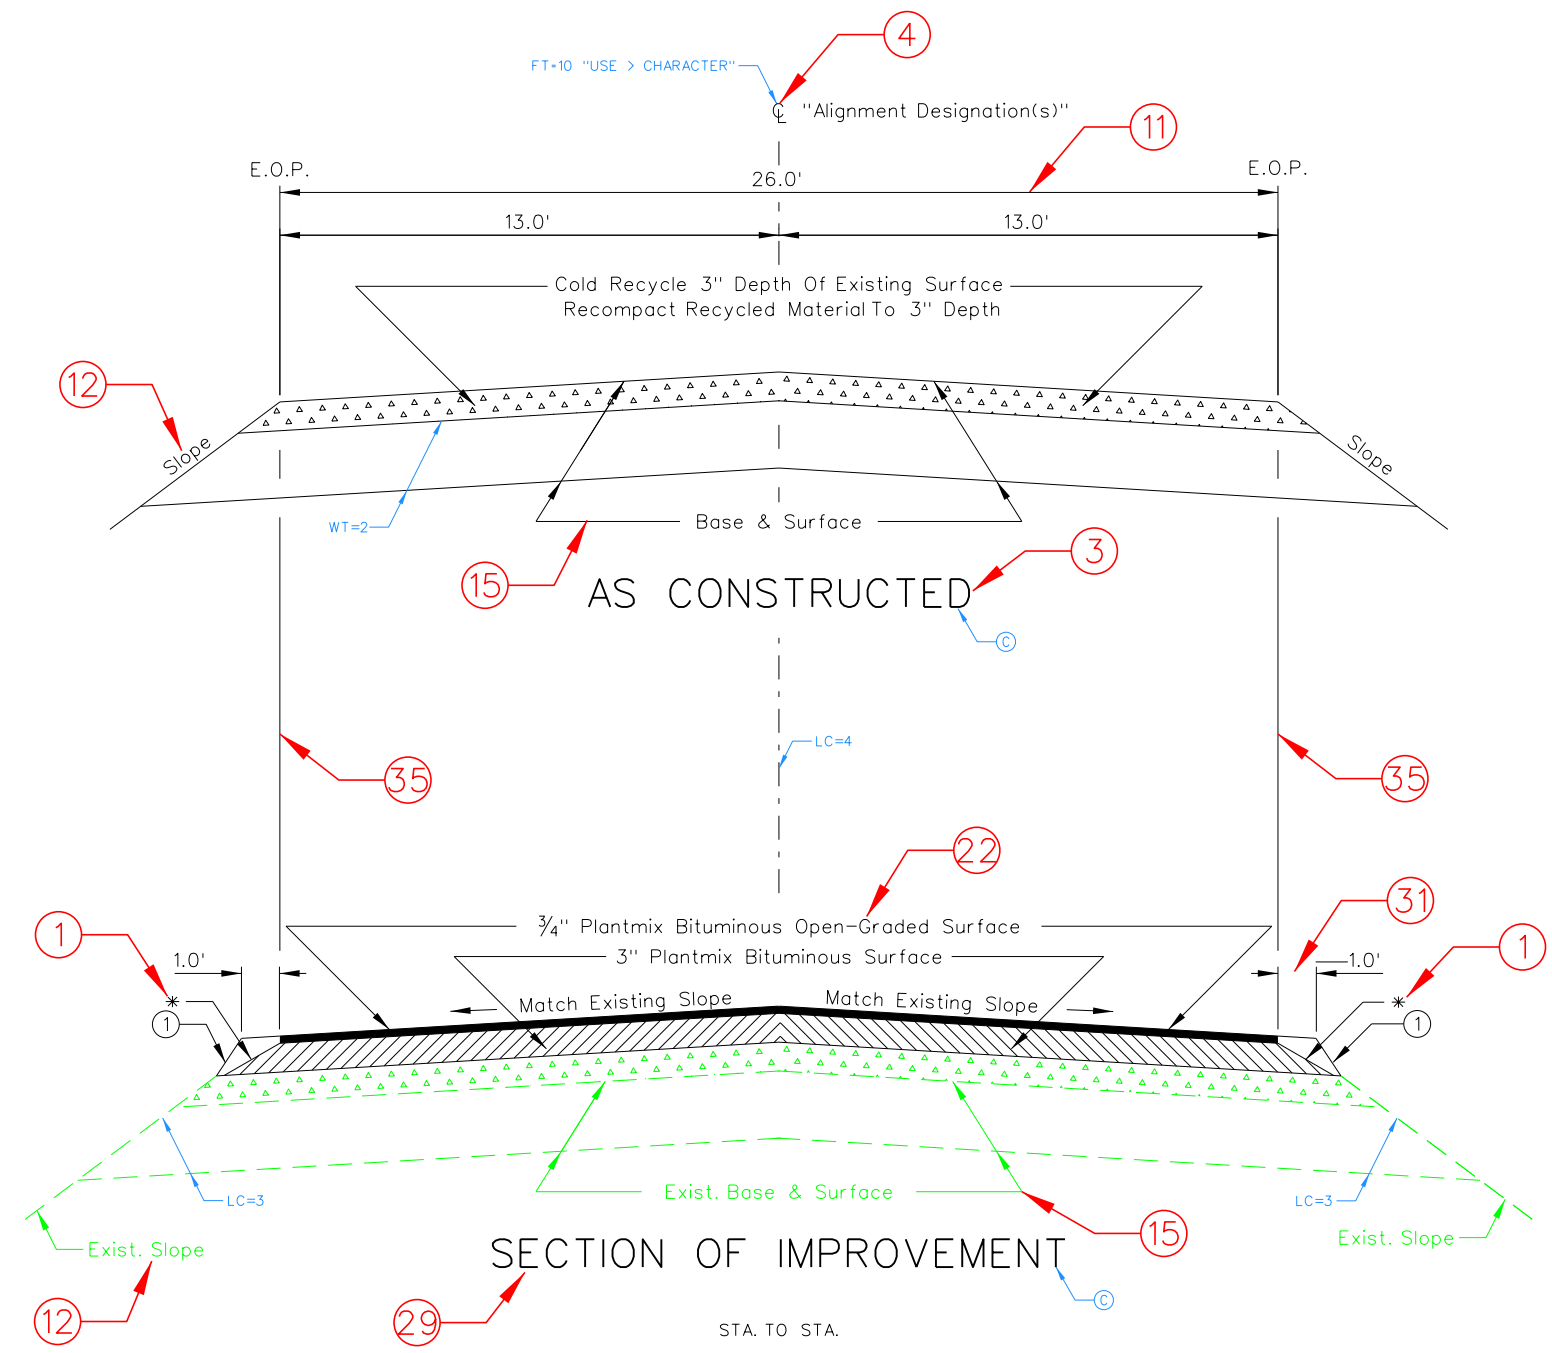 4
FT=10 "USE > CHARACTER"
℄ "Alignment Designation(s)"
11
E.O.P.
E.O.P.
26.0'
13.0'
13.0'
Cold Recycle 3" Depth Of Existing Surface
Recompact Recycled Material To 3" Depth
12
Slope
Slope
WT=2
Base & Surface
15
3
AS CONSTRUCTED
C
LC=4
35
35
22
31
1
1
3/4" Plantmix Bituminous Open-Graded Surface
3" Plantmix Bituminous Surface
1.0'
1.0'
Match Existing Slope
Match Existing Slope
*
*
1
1
LC=3
LC=3
Exist. Base & Surface
15
Exist. Slope
Exist. Slope
SECTION OF IMPROVEMENT
C
12
29
STA. TO STA.